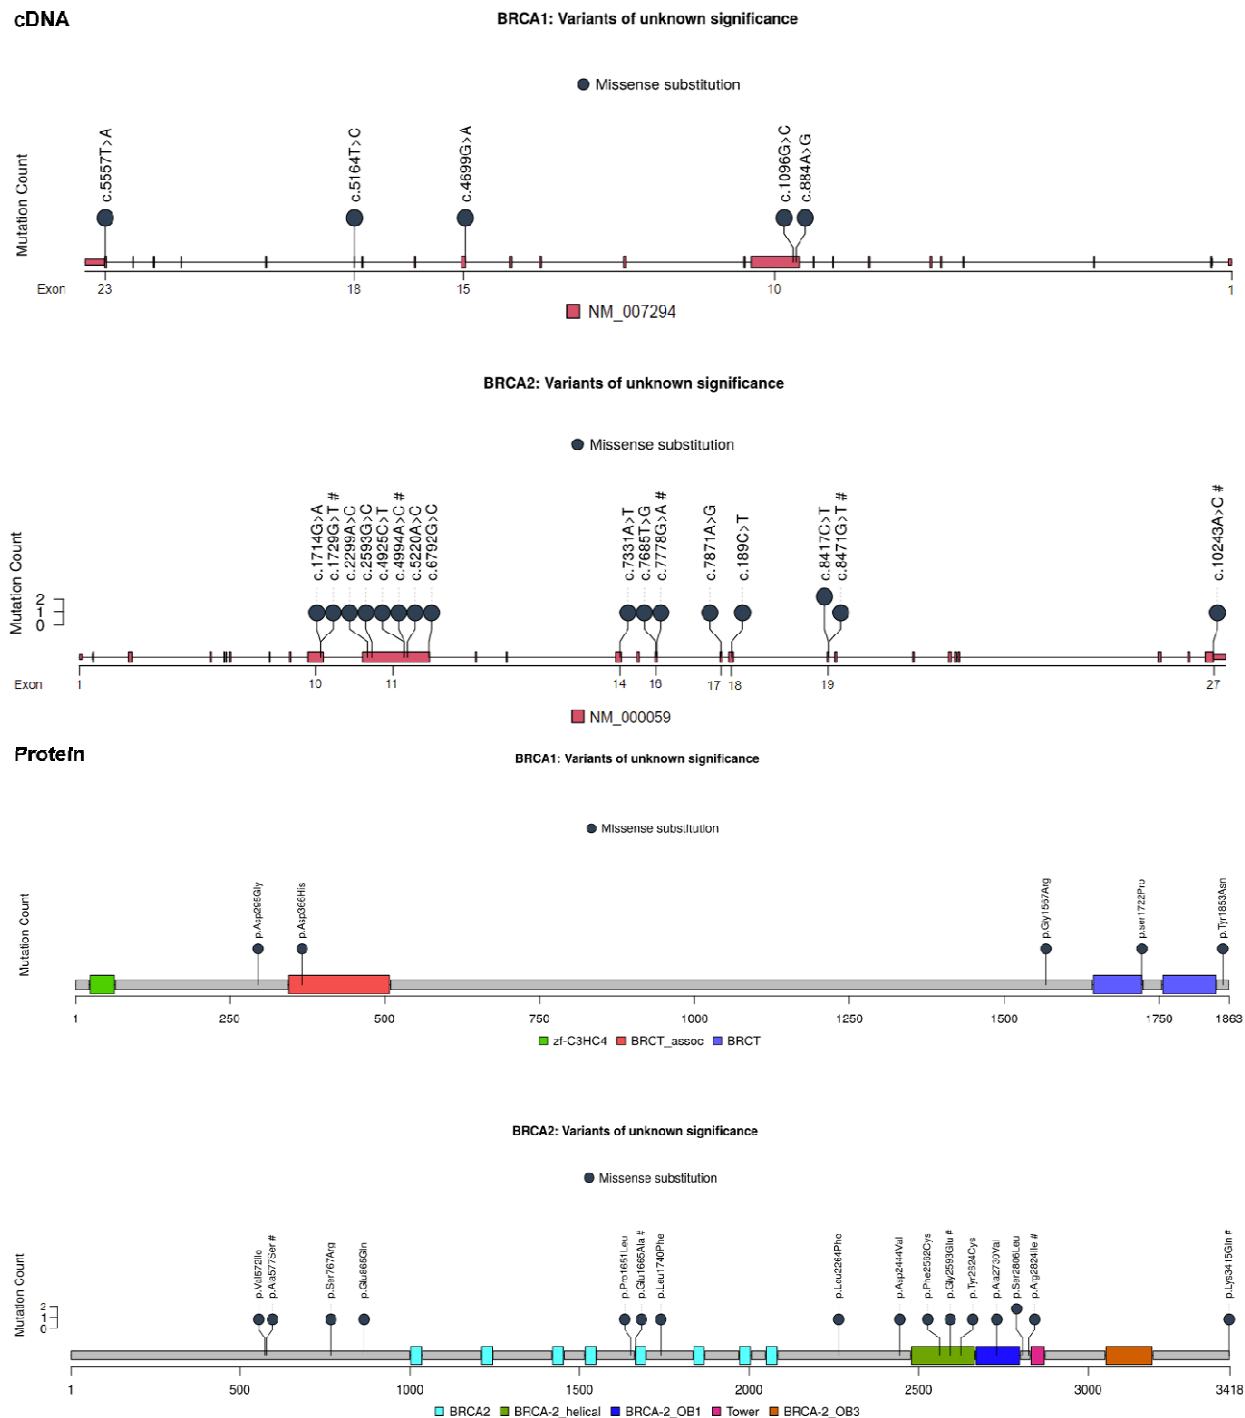 cDNA
BRCA1: Variants of unknown significance
Missense substitution
Mutation Count
c.5557T>A
c.5164T>C
c.4699G>A
c.1096G>C
c.884A>G
Exon 23 18 15 10 1
NM_007294
BRCA2: Variants of unknown significance
Missense substitution
Mutation Count
2
1
0
c.1714G>A
c.1729G>T #
c.2299A>C
c.2593G>C
c.4925C>T
c.4994A>C #
c.5220A>C
c.6792G>C
c.7331A>T
c.7685T>G
c.7778G>A #
c.7871A>G
c.189C>T
c.8417C>T
c.8471G>T #
c.10243A>C #
Exon 1 10 11 14 16 17 18 19 27
NM_000059
Protein
BRCA1: Variants of unknown significance
Missense substitution
Mutation Count
p.Asp295Gly
p.Asp366His
p.Gly1567Arg
p.Ser1722Pro
p.Tyr1853Asn
1 250 500 750 1000 1250 1500 1750 1863
zf-C3HC4 BRCT_assoc BRCT
BRCA2: Variants of unknown significance
Missense substitution
Mutation Count
2
1
0
p.Val572Ile
p.Ala577Ser #
p.Ser767Arg
p.Glu865Gln
p.Pro1651Leu
p.Glu1665Ala #
p.Leu1740Phe
p.Leu2264Phe
p.Asp2444Val
p.Phe2562Cys
p.Gly2593Glu #
p.Tyr2624Cys
p.Ala2730Val
p.Ser2806Leu
p.Arg2824Ile #
p.Lys3415Gln #
1 500 1000 1500 2000 2500 3000 3418
BRCA2 BRCA-2_helical BRCA-2_OB1 Tower BRCA-2_OB3